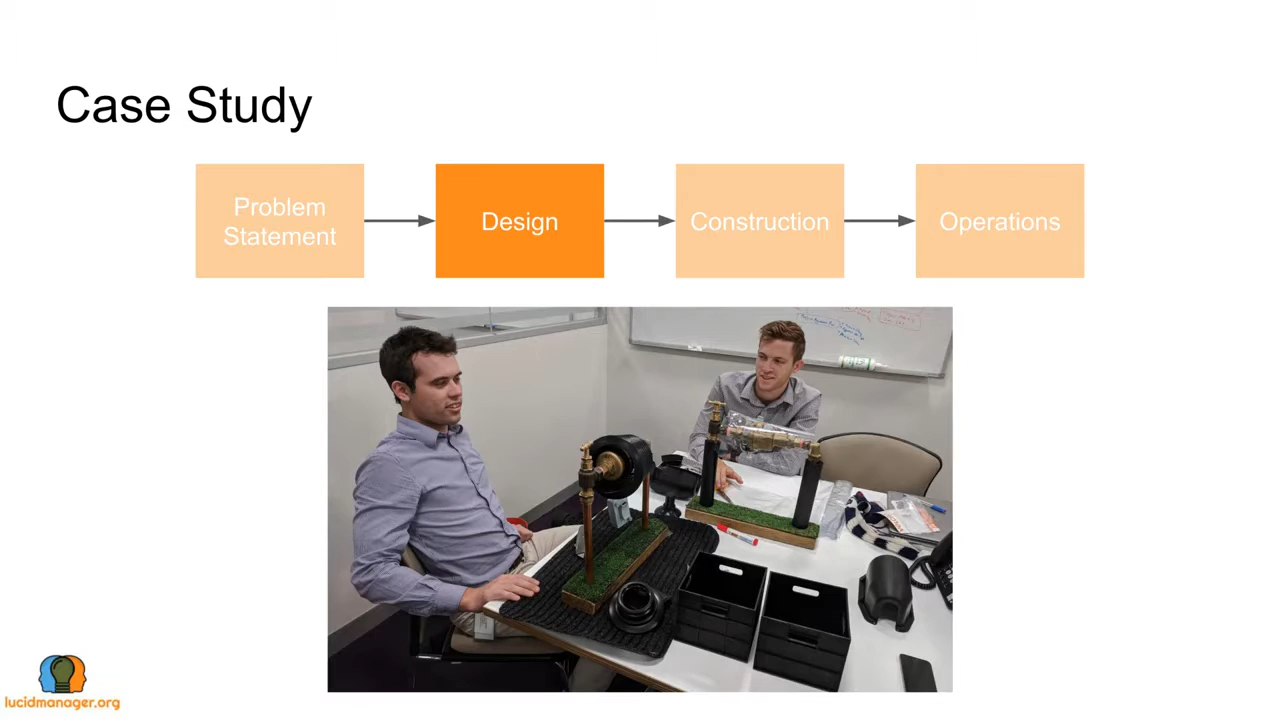 Case Study
Problem
Statement
Design
Construction
Operations
lucidmanager.org